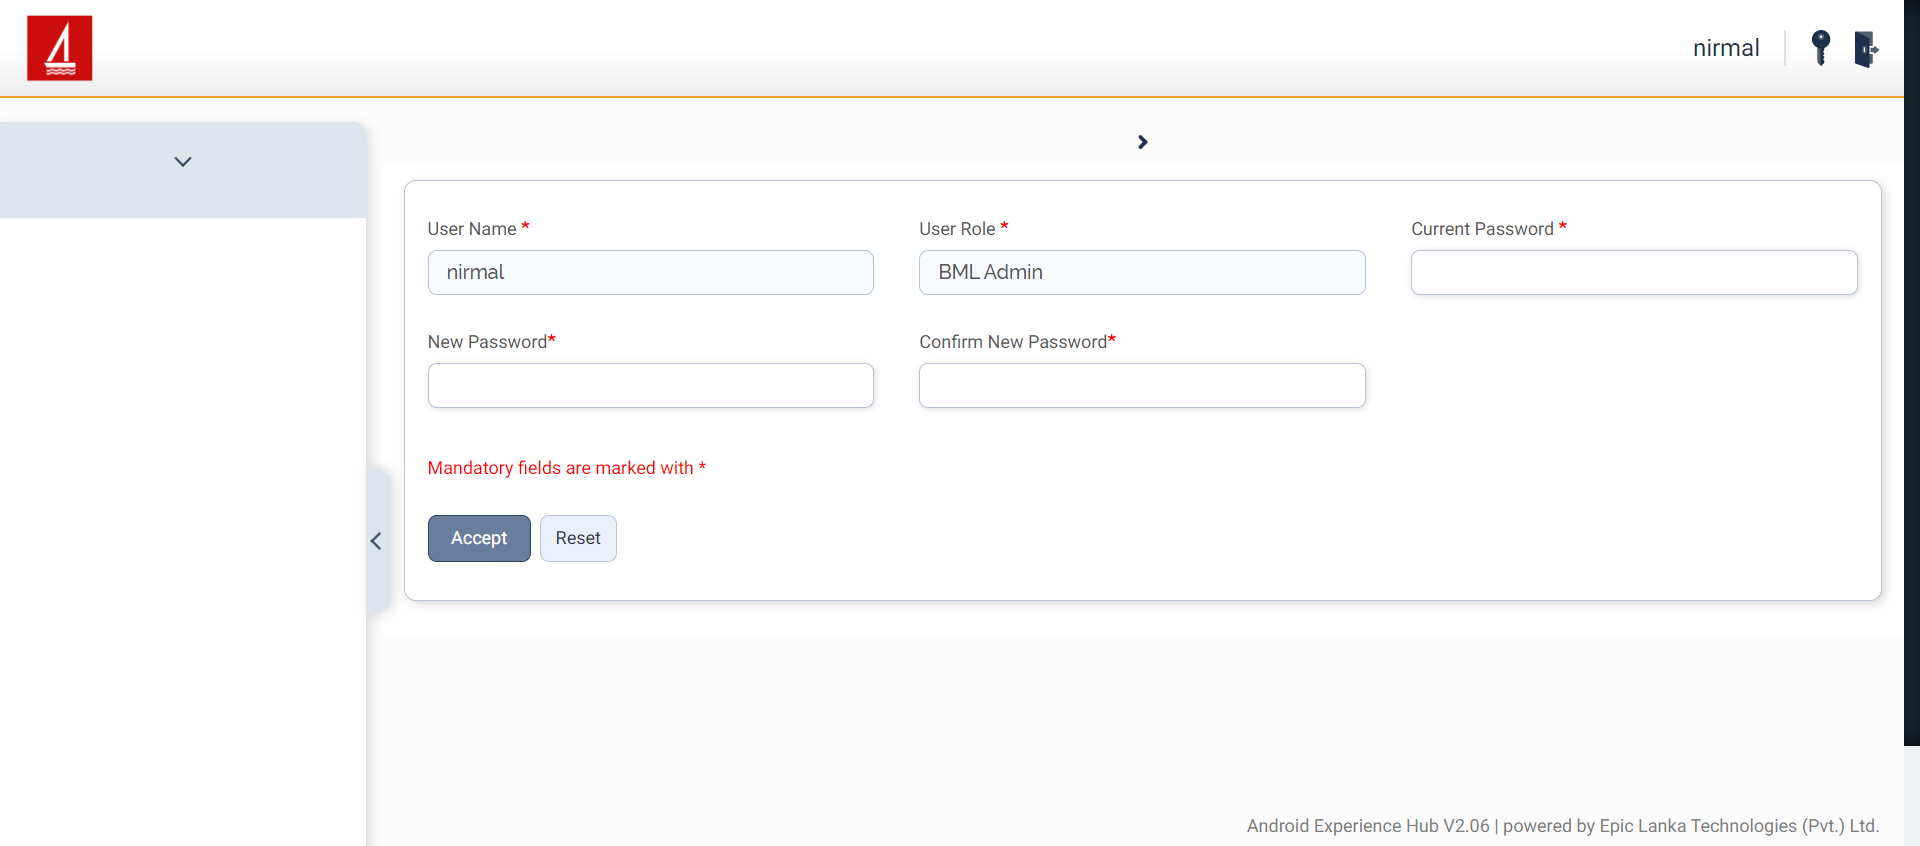 nirmal
User Name *
User Role *
Current Password *
nirmal
BML Admin
New Password*
Confirm New Password*
Mandatory fields are marked with *
Accept
Reset
Android Experience Hub V2.06 | powered by Epic Lanka Technologies (Pvt.) Ltd.